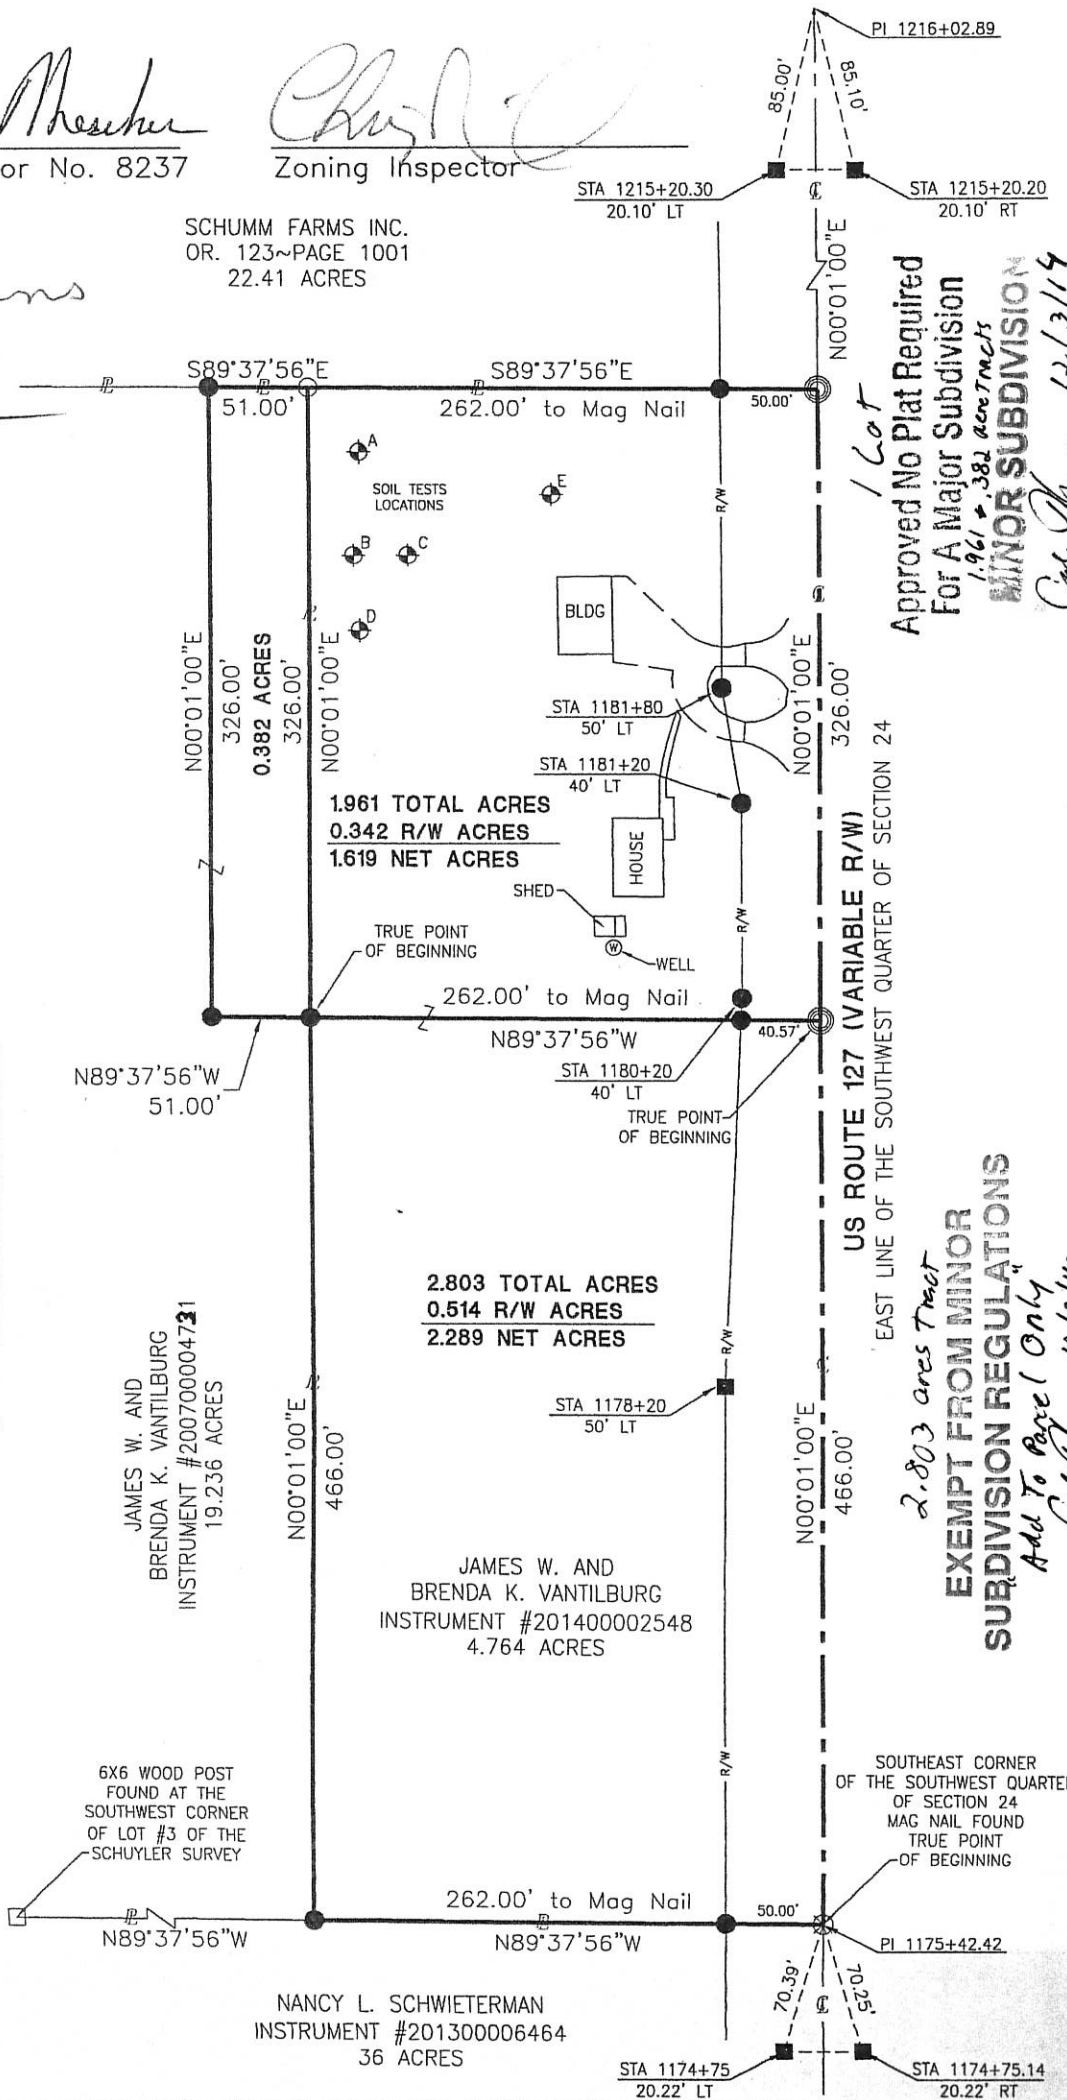 PI 1216+02.89
85.00'
85.10'
or No. 8237
Zoning Inspector
STA 1215+20.30
20.10' LT
℄
STA 1215+20.20
20.10' RT
SCHUMM FARMS INC.
OR. 123~PAGE 1001
22.41 ACRES
N00°01'00"E
S89°37'56"E
S89°37'56"E
51.00'
262.00' to Mag Nail
50.00'
1 Lot
Approved No Plat Required
For A Major Subdivision
1.961 + .382 acre Tracts
MINOR SUBDIVISION
12/3/14
A
SOIL TESTS
LOCATIONS
E
B
C
D
R/W
BLDG
N00°01'00"E
326.00'
0.382 ACRES
326.00'
N00°01'00"E
STA 1181+80
50' LT
STA 1181+20
40' LT
N00°01'00"E
326.00'
1.961 TOTAL ACRES
0.342 R/W ACRES
1.619 NET ACRES
HOUSE
SHED
W
WELL
R/W
TRUE POINT
OF BEGINNING
262.00' to Mag Nail
N89°37'56"W
40.57'
N89°37'56"W
51.00'
STA 1180+20
40' LT
TRUE POINT
OF BEGINNING
US ROUTE 127 (VARIABLE R/W)
EAST LINE OF THE SOUTHWEST QUARTER OF SECTION 24
2.803 TOTAL ACRES
0.514 R/W ACRES
2.289 NET ACRES
R/W
STA 1178+20
50' LT
JAMES W. AND
BRENDA K. VANTILBURG
INSTRUMENT #200700004731
19.236 ACRES
N00°01'00"E
466.00'
N00°01'00"E
466.00'
2.803 acres Tract
EXEMPT FROM MINOR
SUBDIVISION REGULATIONS
"Add To Parcel Only"
JAMES W. AND
BRENDA K. VANTILBURG
INSTRUMENT #201400002548
4.764 ACRES
R/W
6X6 WOOD POST
FOUND AT THE
SOUTHWEST CORNER
OF LOT #3 OF THE
SCHUYLER SURVEY
SOUTHEAST CORNER
OF THE SOUTHWEST QUARTER
OF SECTION 24
MAG NAIL FOUND
TRUE POINT
OF BEGINNING
262.00' to Mag Nail
50.00'
N89°37'56"W
N89°37'56"W
PI 1175+42.42
70.39'
70.25'
℄
NANCY L. SCHWIETERMAN
INSTRUMENT #201300006464
36 ACRES
STA 1174+75
20.22' LT
STA 1174+75.14
20.22' RT